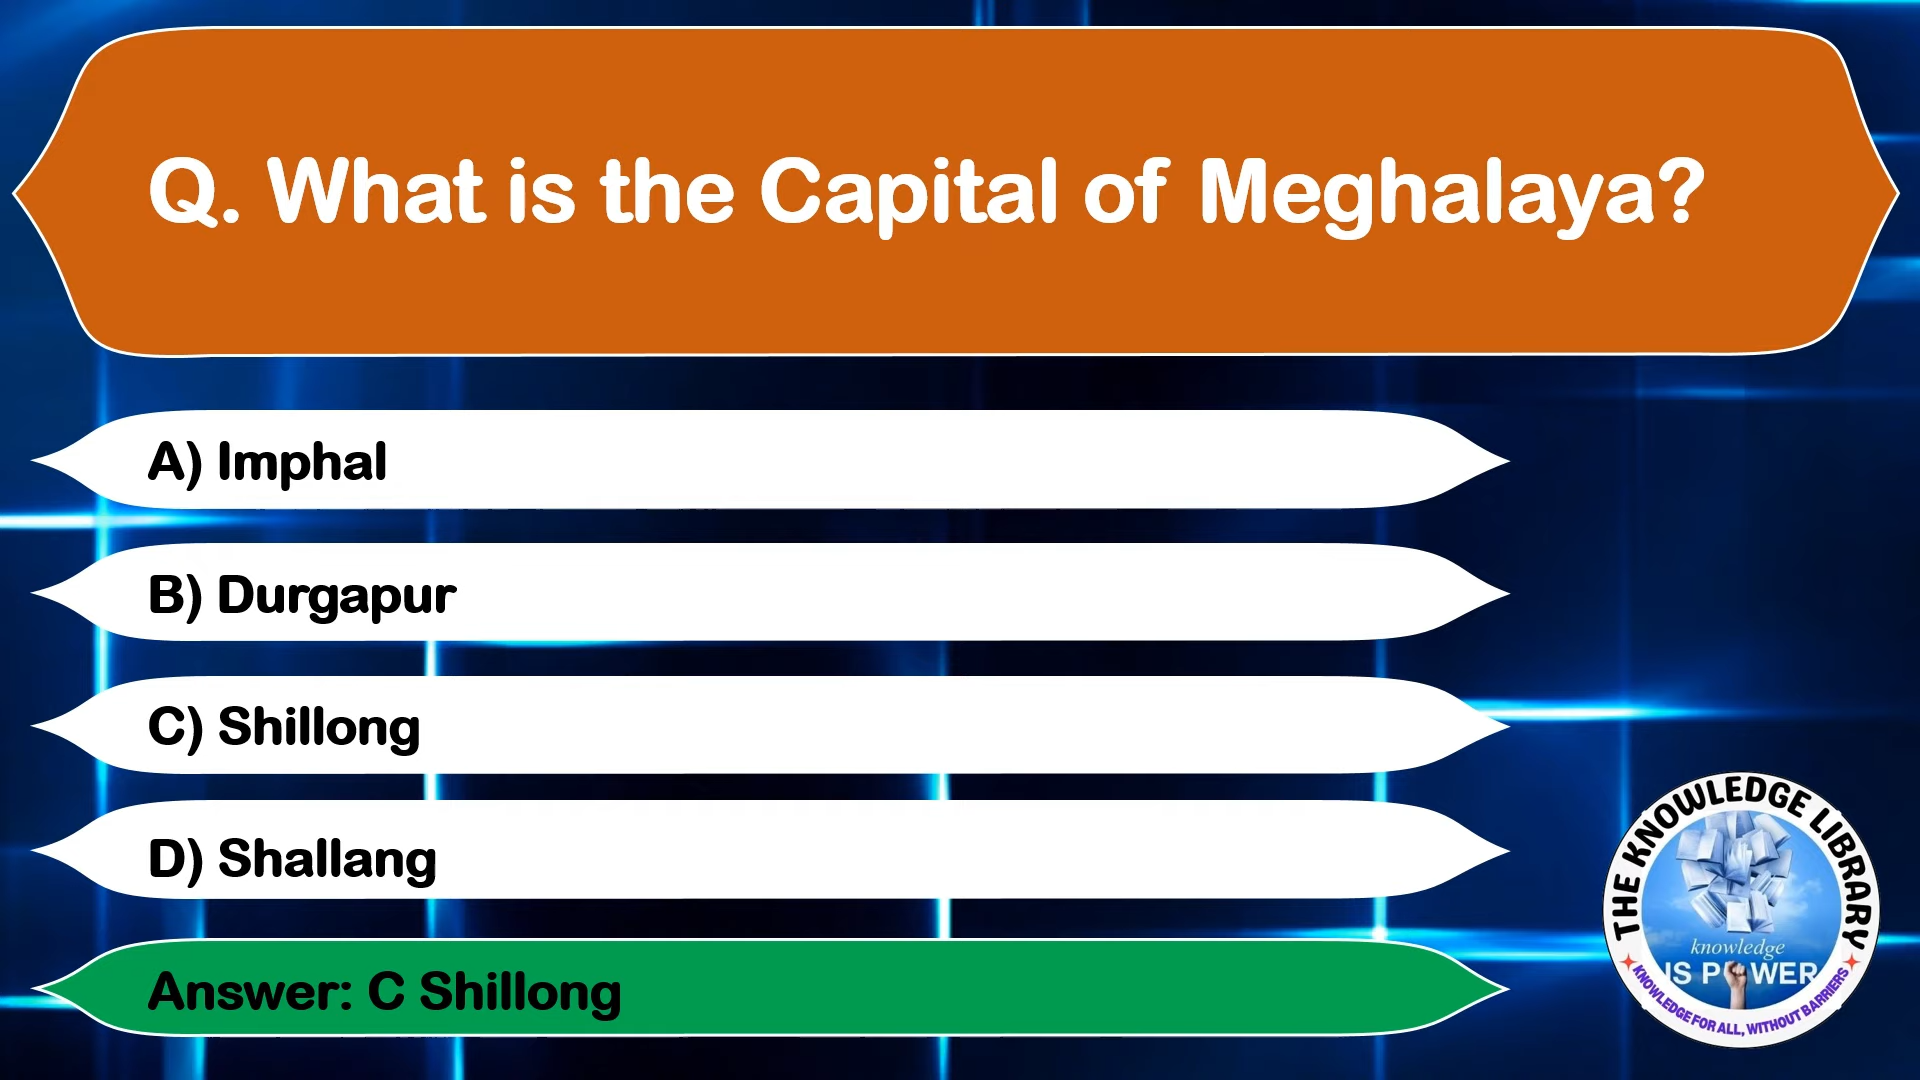 Q. What is the Capital of Meghalaya?
A) Imphal
B) Durgapur
C) Shillong
D) Shallang
Answer: C Shillong
THE KNOWLEDGE LIBRARY
knowledge
IS POWER
KNOWLEDGE FOR ALL, WITHOUT BARRIERS